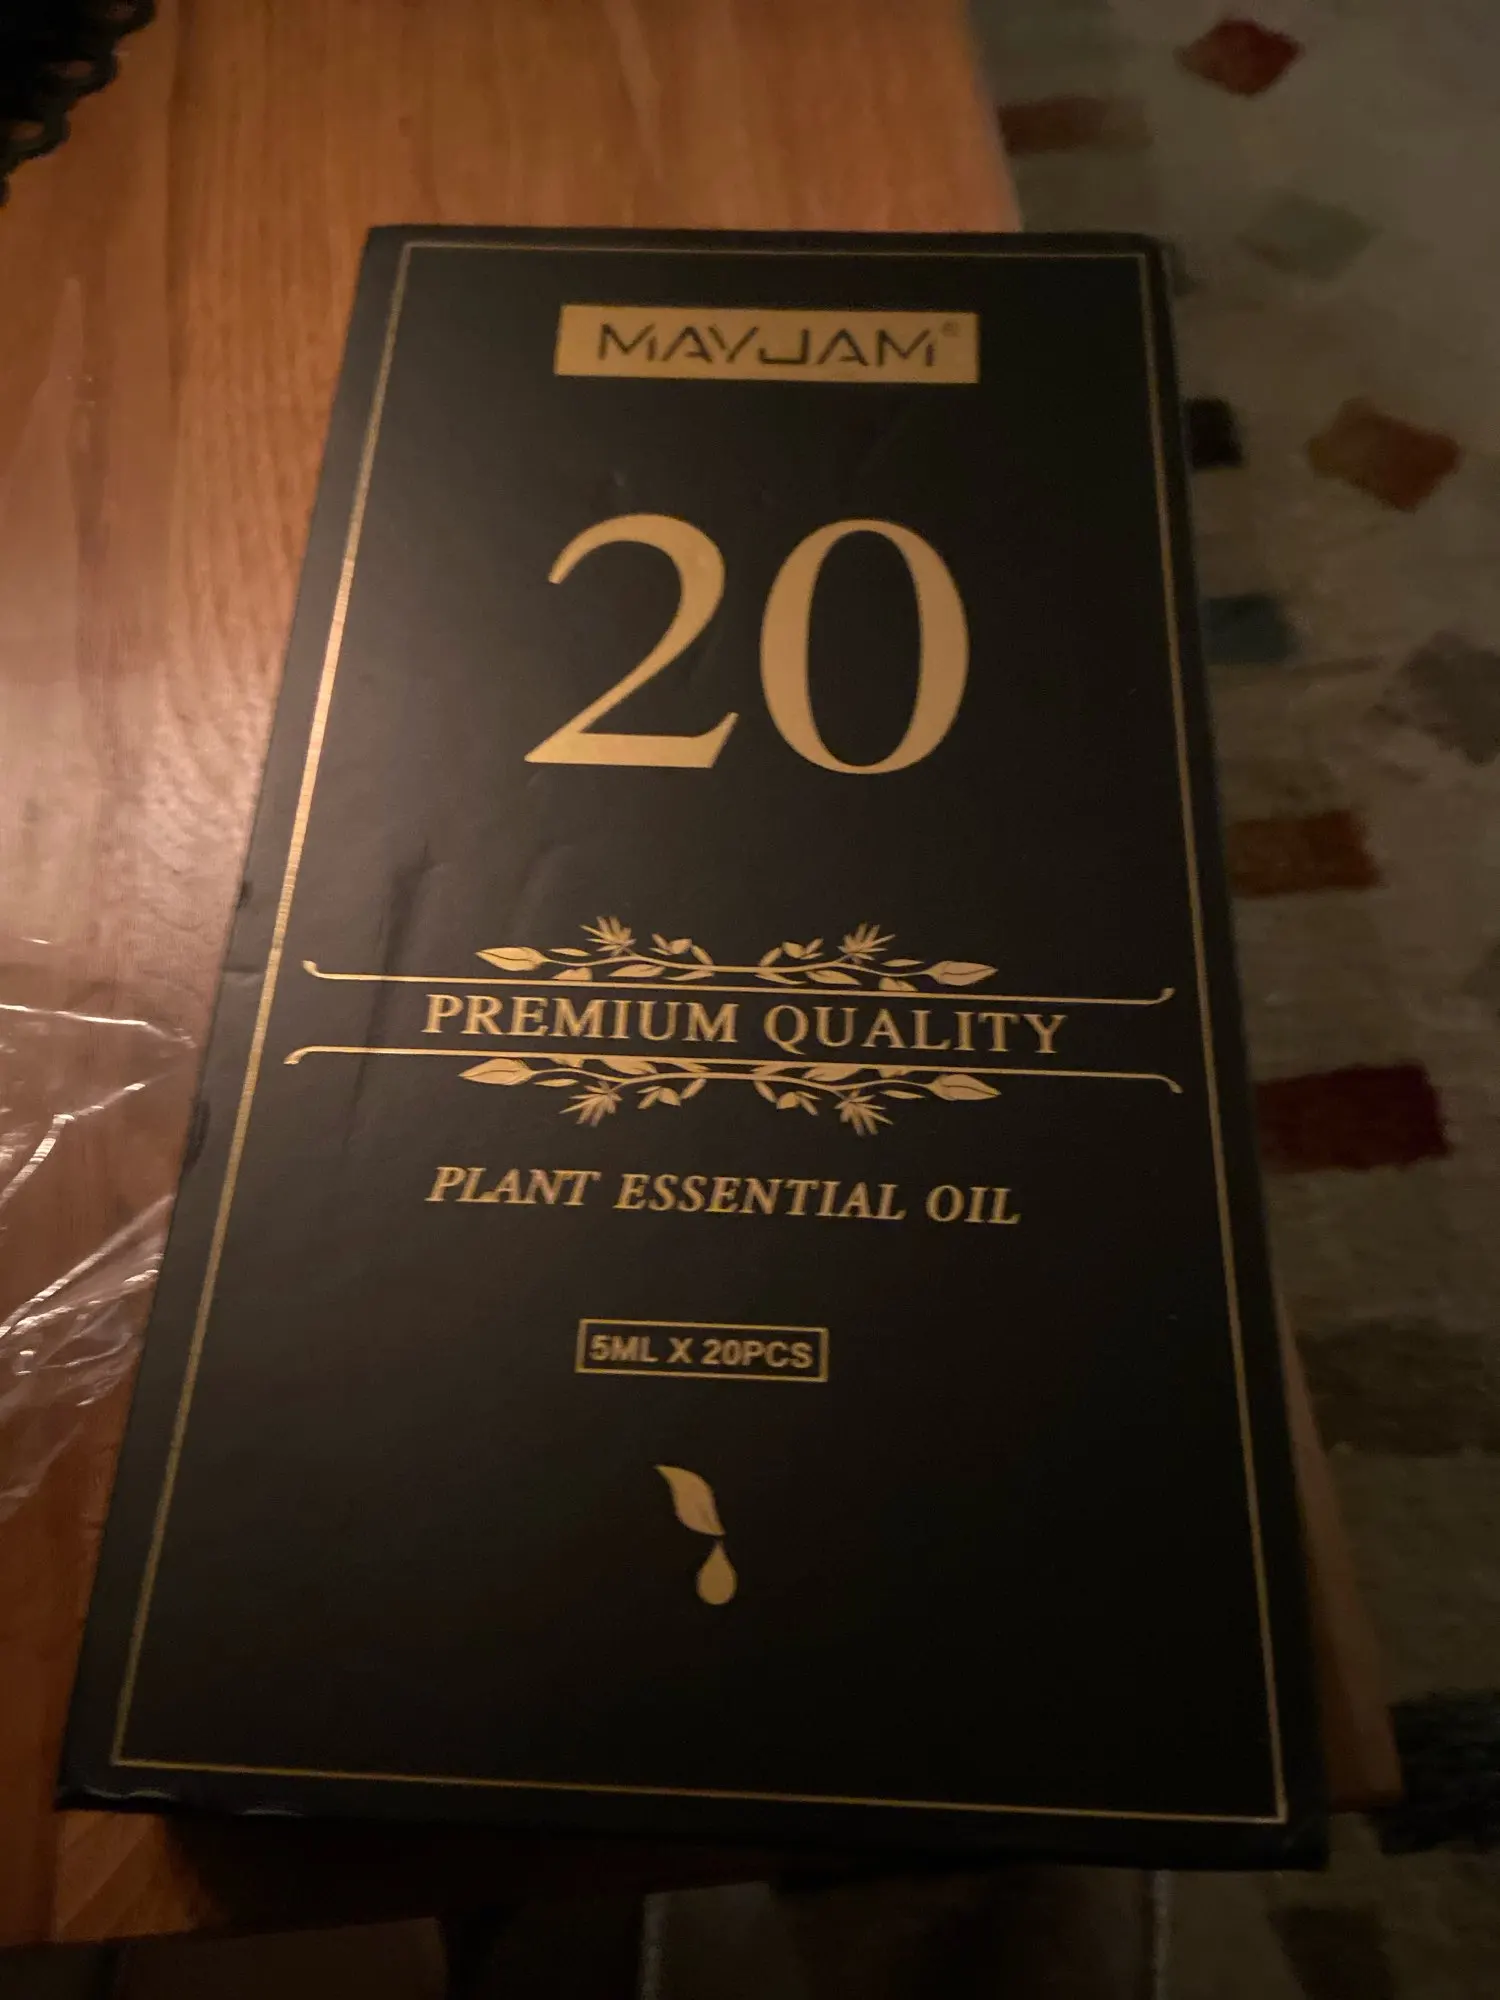 MAYJAM®
20
PREMIUM QUALITY
PLANT ESSENTIAL OIL
5ML X 20PCS